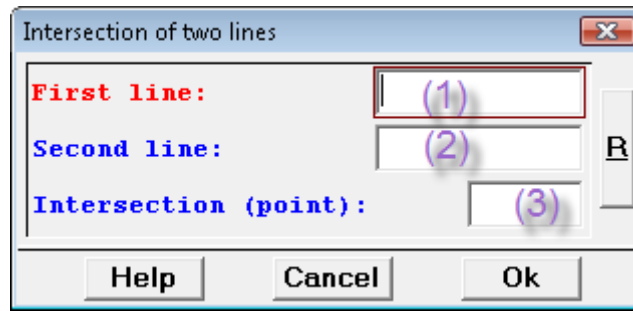 Intersection of two lines
First line: (1)
Second line: (2)
R
Intersection (point): (3)
Help Cancel Ok